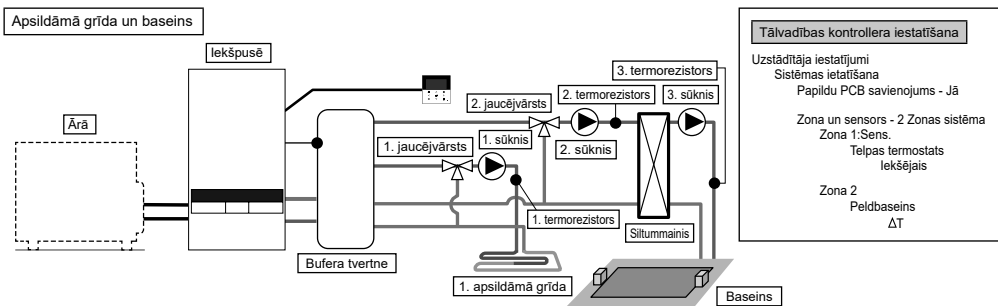 Apsildāmā grīda un baseins
Iekšpusē
Ārā
2. jaucējvārsts
2. termorezistors
3. termorezistors
3. sūknis
1. jaucējvārsts
1. sūknis
2. sūknis
1. termorezistors
Siltummainis
Bufera tvertne
1. apsildāmā grīda
Baseins
Tālvadības kontrollera iestatīšana
Uzstādītāja iestatījumi
Sistēmas ietatīšana
Papildu PCB savienojums - Jā
Zona un sensors - 2 Zonas sistēma
Zona 1:Sens.
Telpas termostats
Iekšējais
Zona 2
Peldbaseins
ΔT